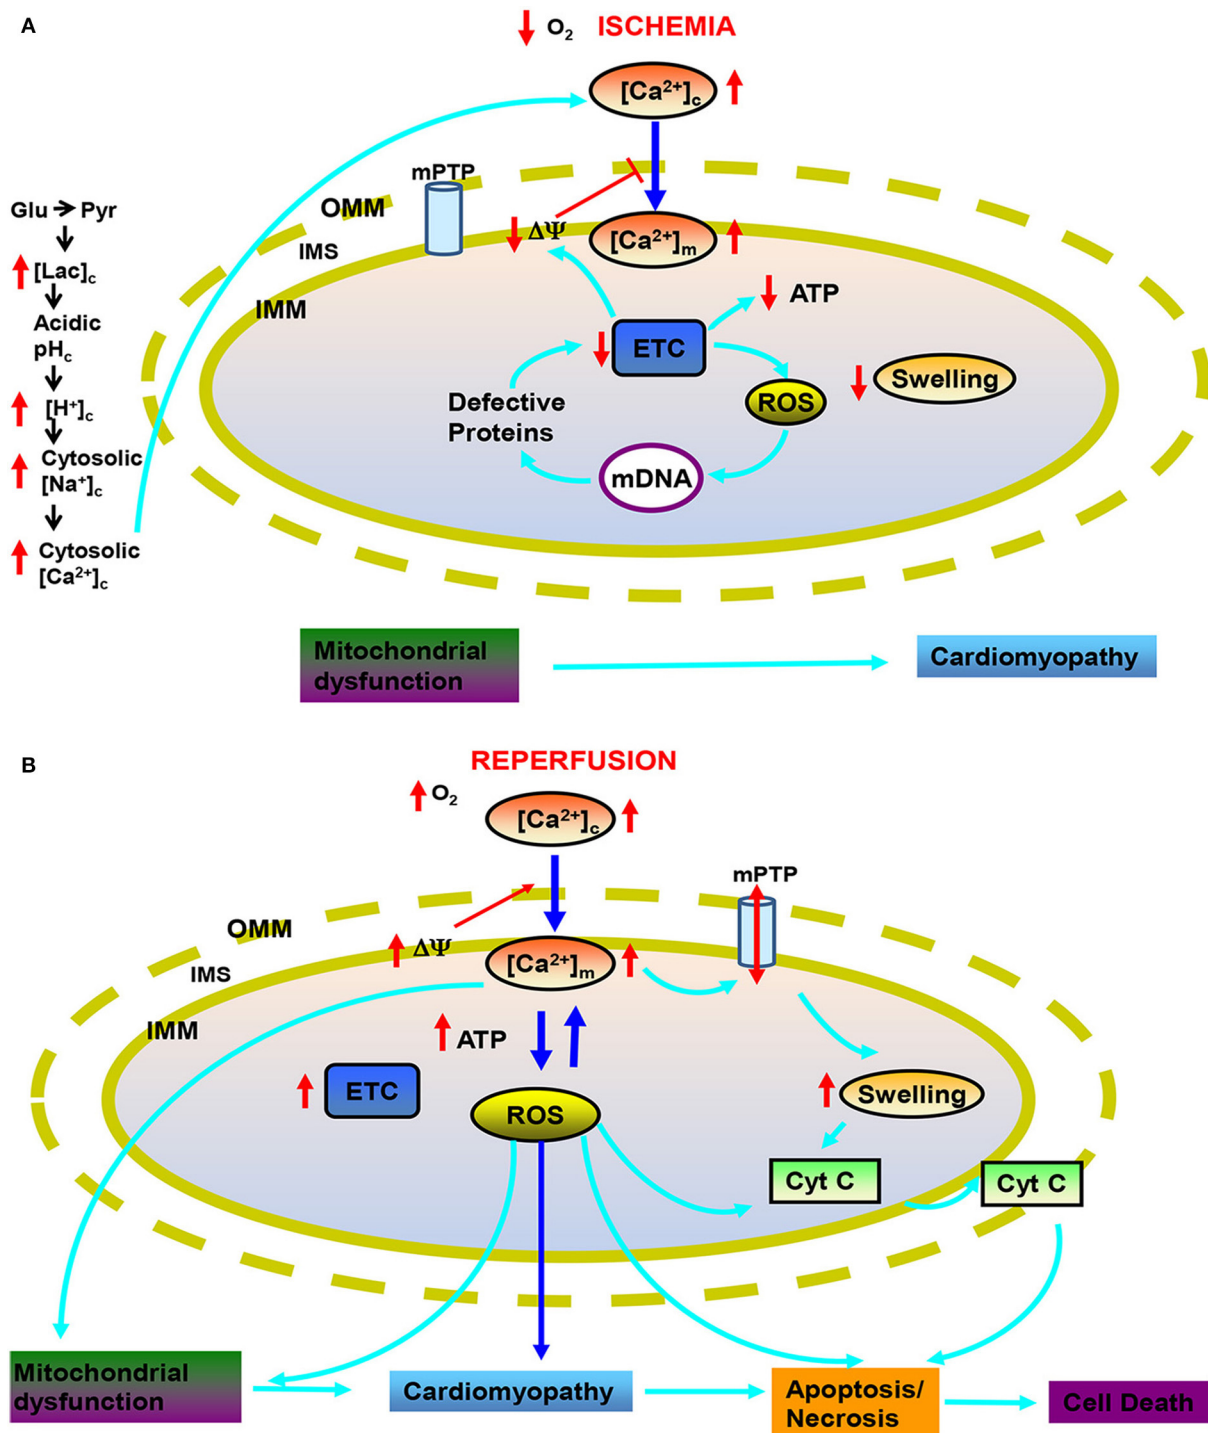 A
O₂ ISCHEMIA
[Ca²⁺]c
mPTP
OMM
IMS
IMM
ΔΨ
[Ca²⁺]m
ATP
ETC
ROS
Swelling
Defective
Proteins
mDNA
Glu → Pyr
[Lac]c
Acidic
pHc
[H⁺]c
Cytosolic
[Na⁺]c
Cytosolic
[Ca²⁺]c
Mitochondrial
dysfunction
Cardiomyopathy
B
REPERFUSION
O₂
[Ca²⁺]c
mPTP
OMM
IMS
IMM
ΔΨ
[Ca²⁺]m
ATP
ETC
ROS
Swelling
Cyt C
Cyt C
Mitochondrial
dysfunction
Cardiomyopathy
Apoptosis/
Necrosis
Cell Death